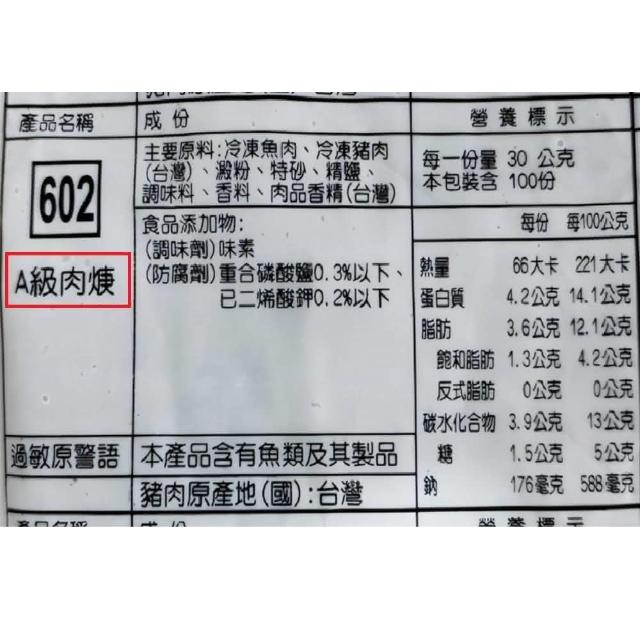 產品名稱
602
A級肉焿
成份
主要原料:冷凍魚肉、冷凍豬肉
(台灣)、澱粉、特砂、精鹽、
調味料、香料、肉品香精(台灣)
食品添加物:
(調味劑)味素
(防腐劑)重合磷酸鹽0.3%以下、
已二烯酸鉀0.2%以下
營養標示
每一份量 30 公克
本包裝含 100份
每份 每100公克
熱量 66大卡 221大卡
蛋白質 4.2公克 14.1公克
脂肪 3.6公克 12.1公克
飽和脂肪 1.3公克 4.2公克
反式脂肪 0公克 0公克
碳水化合物 3.9公克 13公克
糖 1.5公克 5公克
鈉 176毫克 588毫克
過敏原警語 本產品含有魚類及其製品
豬肉原產地(國):台灣